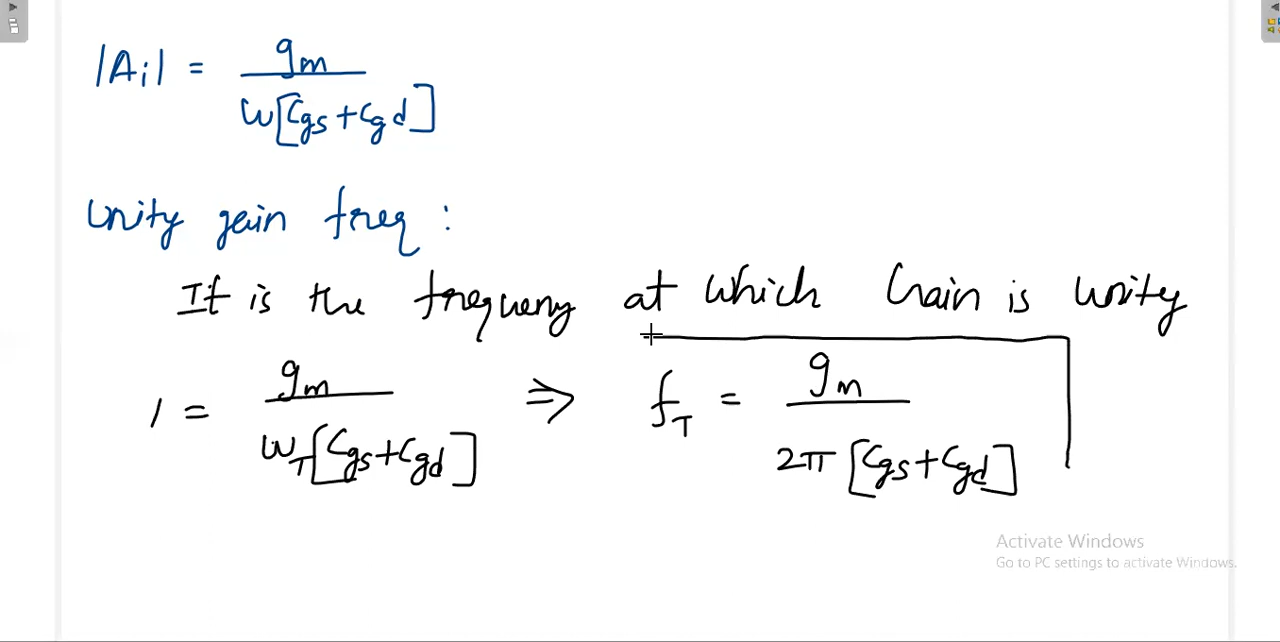 |Ai| = gm / ω[Cgs+Cgd]
Unity gain freq :
It is the frequency at which Gain is unity
1 = gm / ωT[Cgs+Cgd] ⇒ fT = gm / 2π [Cgs+Cgd]
Activate Windows
Go to PC settings to activate Windows.